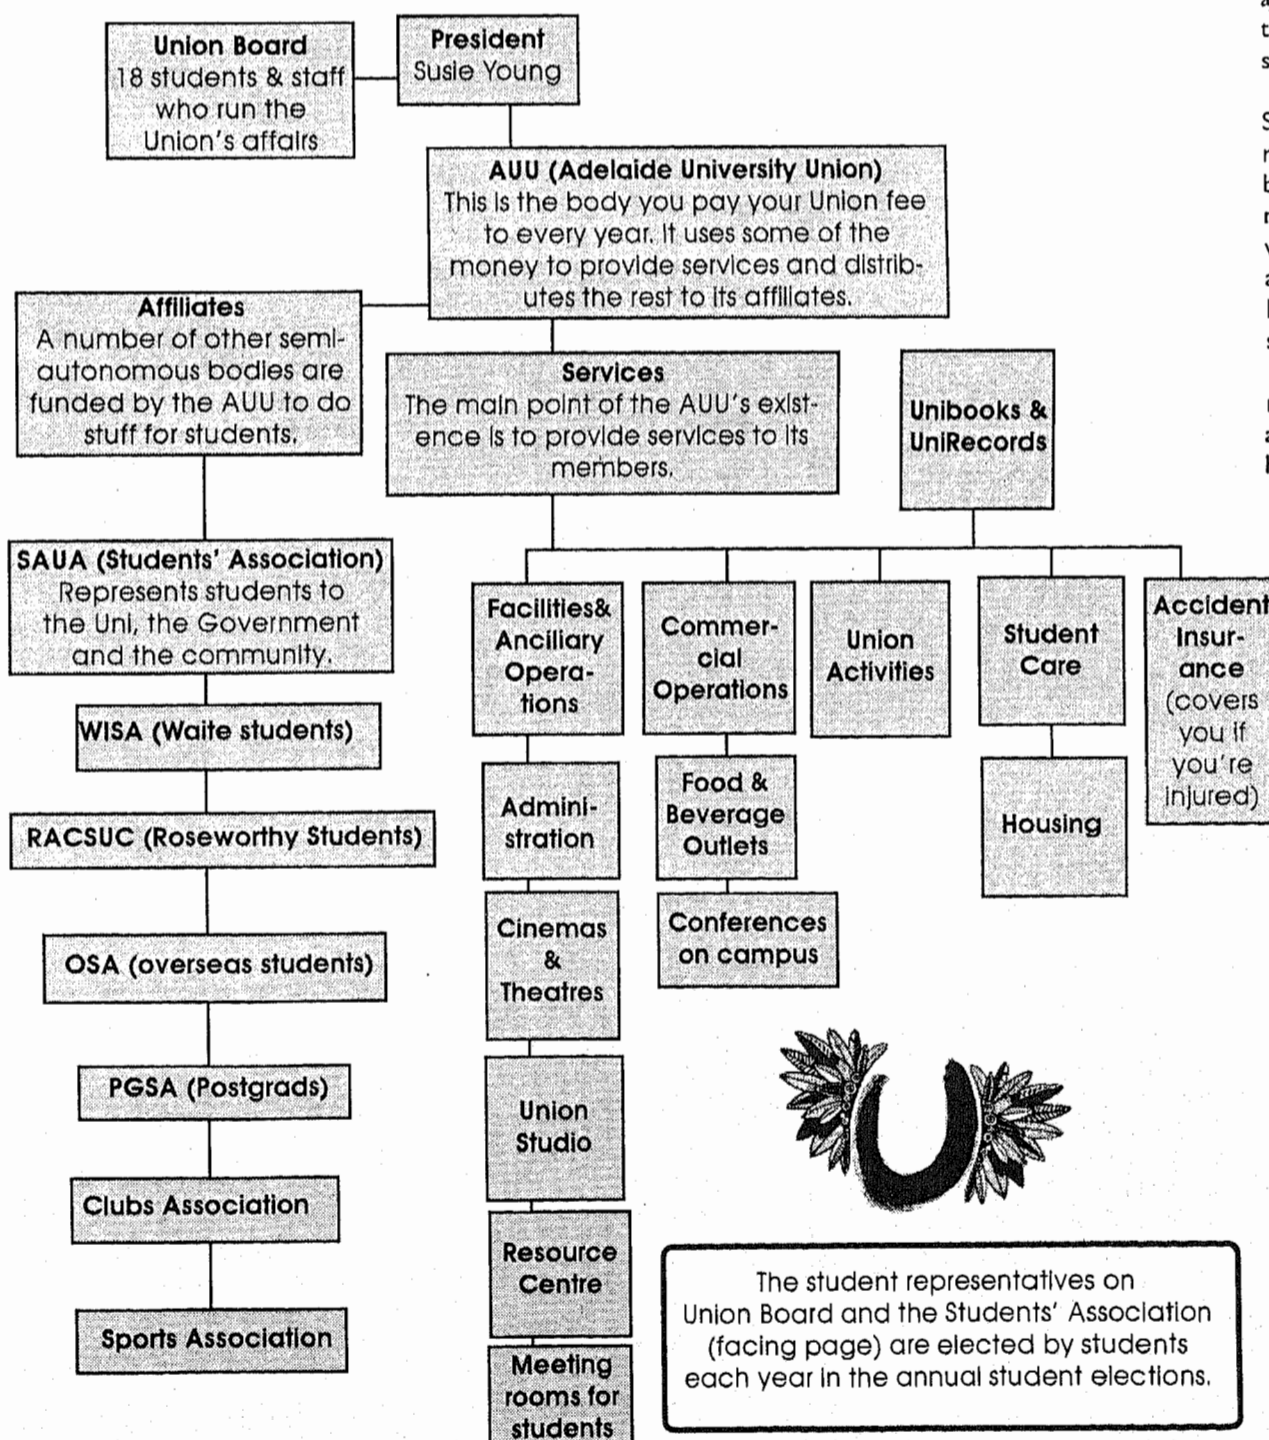 Union Board
18 students & staff
who run the
Union's affairs
President
Susie Young
AUU (Adelaide University Union)
This is the body you pay your Union fee
to every year. It uses some of the
money to provide services and distrib-
utes the rest to its affiliates.
Affiliates
A number of other semi-
autonomous bodies are
funded by the AUU to do
stuff for students.
Services
The main point of the AUU's exist-
ence is to provide services to its
members.
Unibooks &
UniRecords
SAUA (Students' Association)
Represents students to
the Uni, the Government
and the community.
WISA (Waite students)
RACSUC (Roseworthy Students)
OSA (overseas students)
PGSA (Postgrads)
Clubs Association
Sports Association
Facilities&
Anciliary
Opera-
tions
Admini-
stration
Cinemas
&
Theatres
Union
Studio
Resource
Centre
Meeting
rooms for
students
Commer-
cial
Operations
Food &
Beverage
Outlets
Conferences
on campus
Union
Activities
Student
Care
Housing
Accident
Insur-
ance
(covers
you if
you're
injured)
U
The student representatives on
Union Board and the Students' Association
(facing page) are elected by students
each year in the annual student elections.